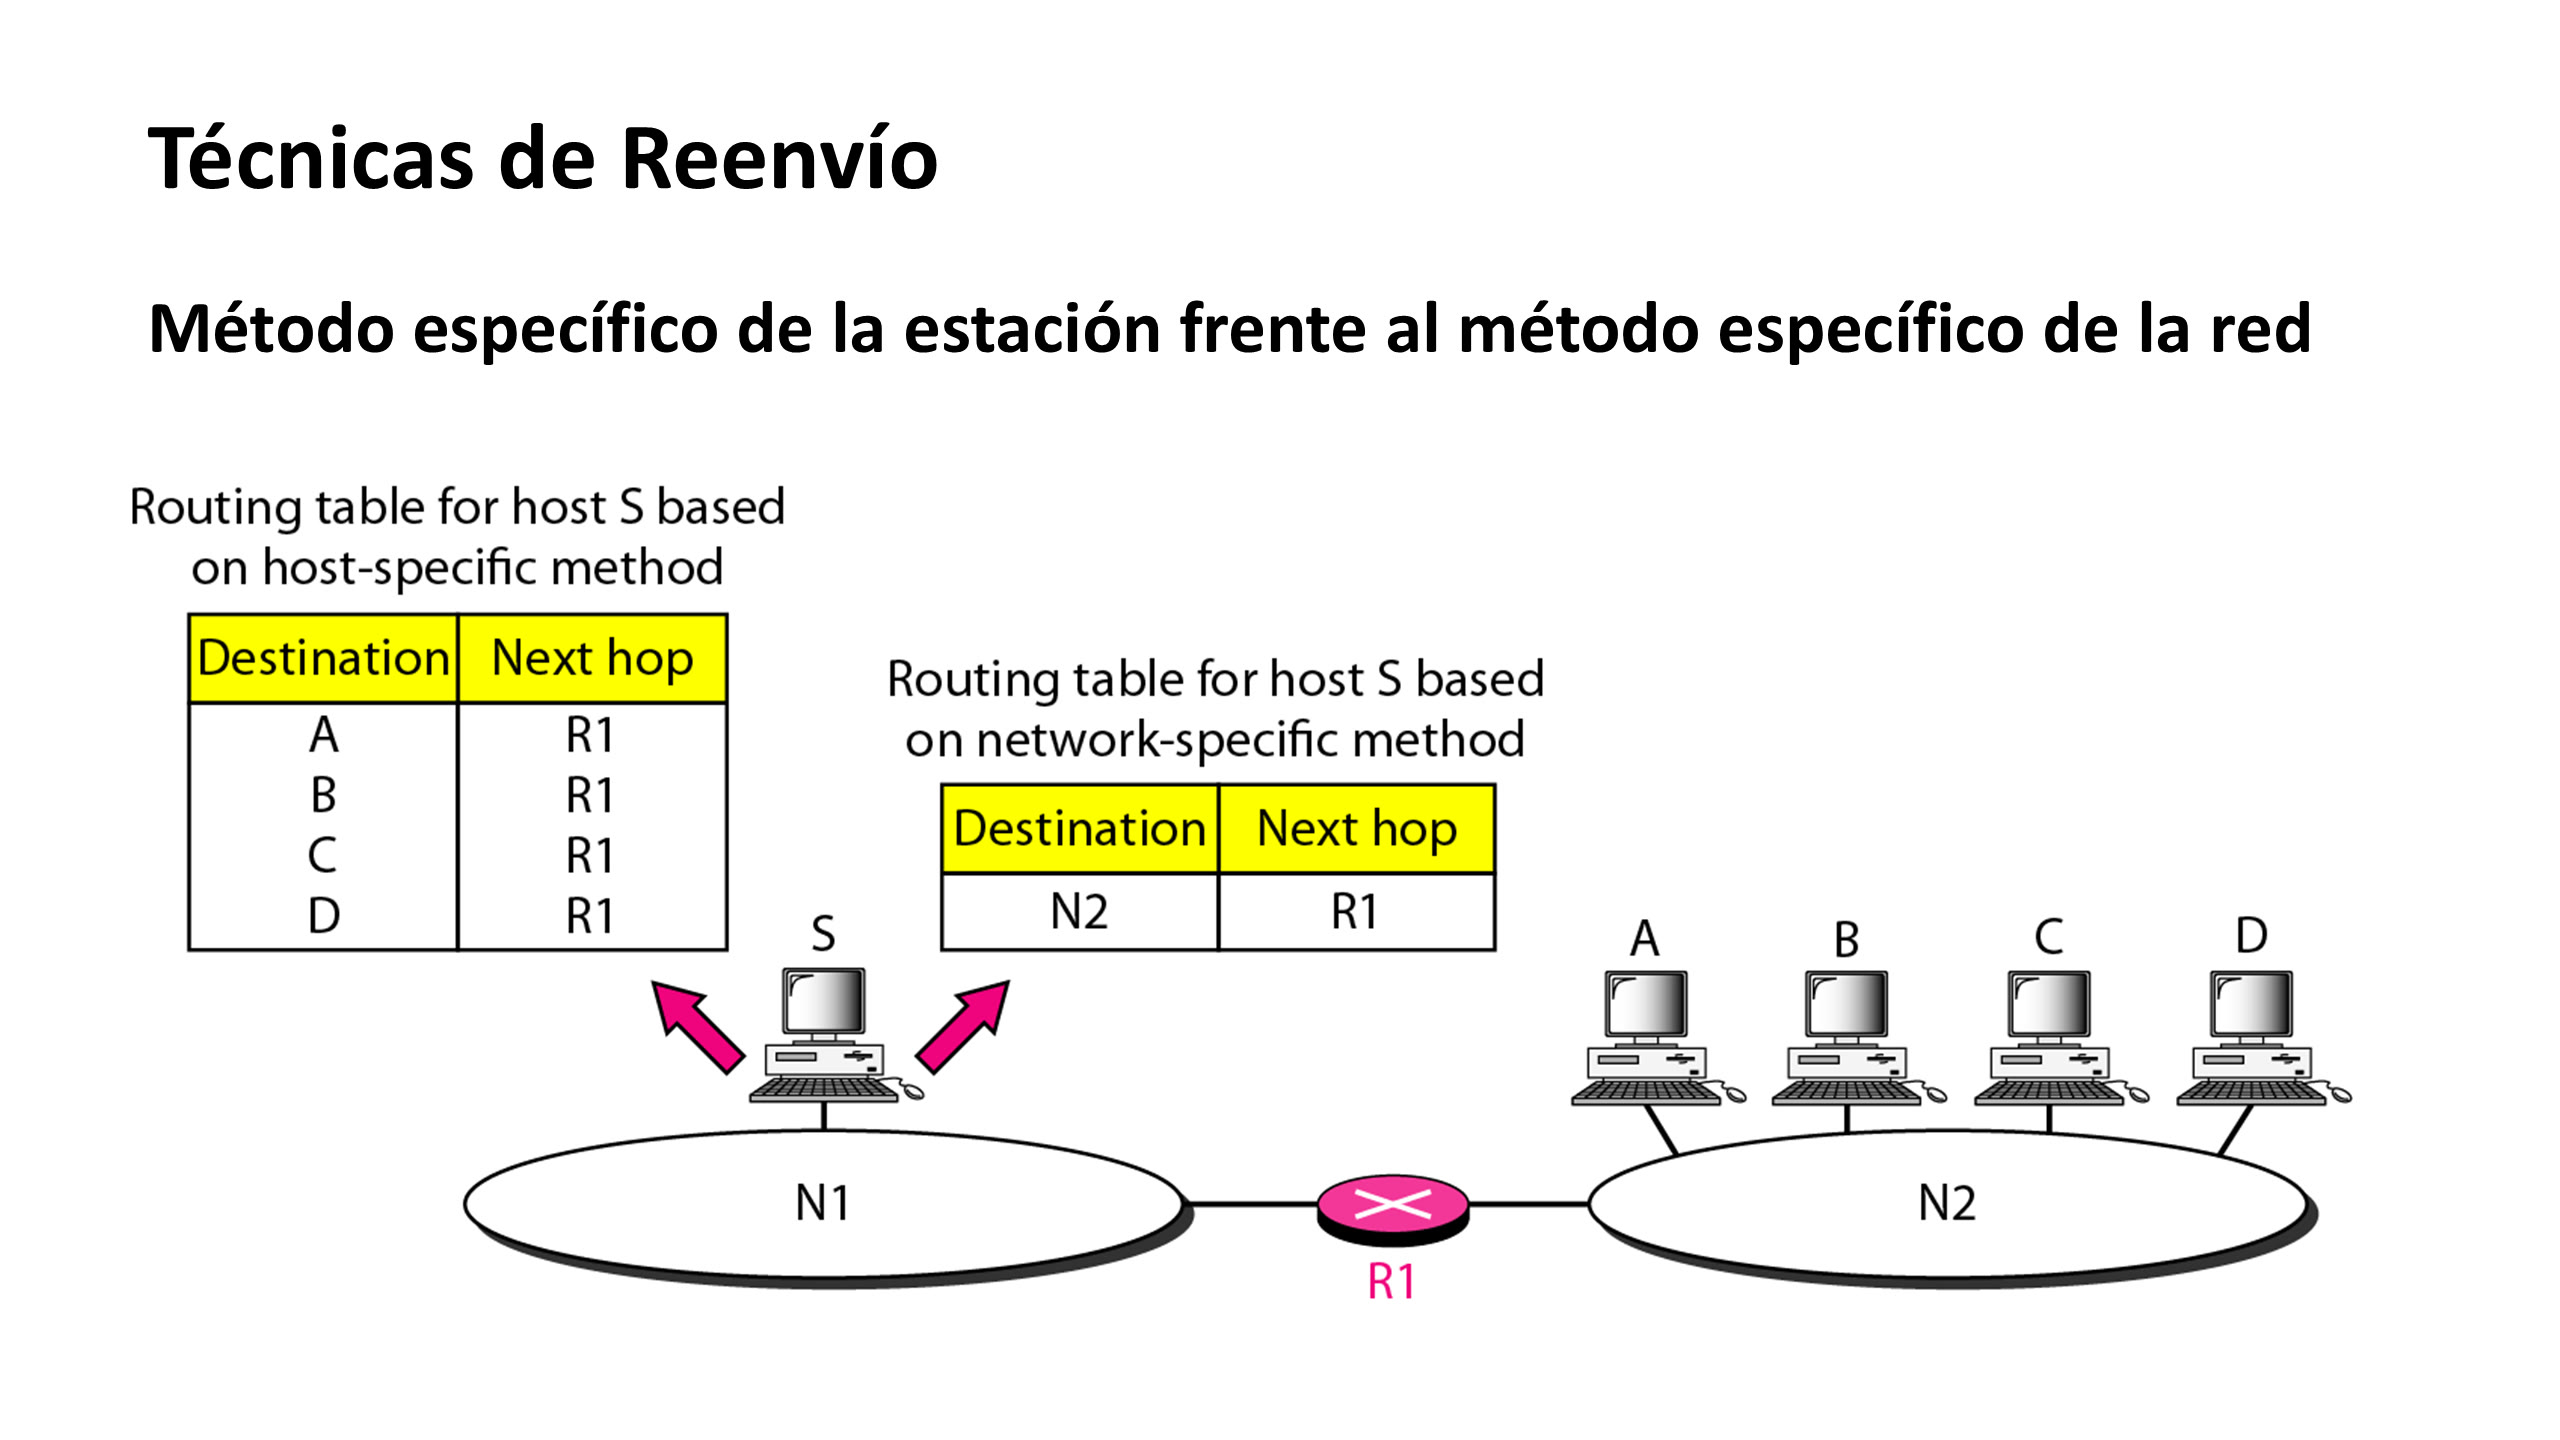 Técnicas de Reenvío
Método específico de la estación frente al método específico de la red
Routing table for host S based
on host-specific method
Destination Next hop
A R1
B R1
C R1
D R1
Routing table for host S based
on network-specific method
Destination Next hop
N2 R1
S
A B C D
N1
N2
R1